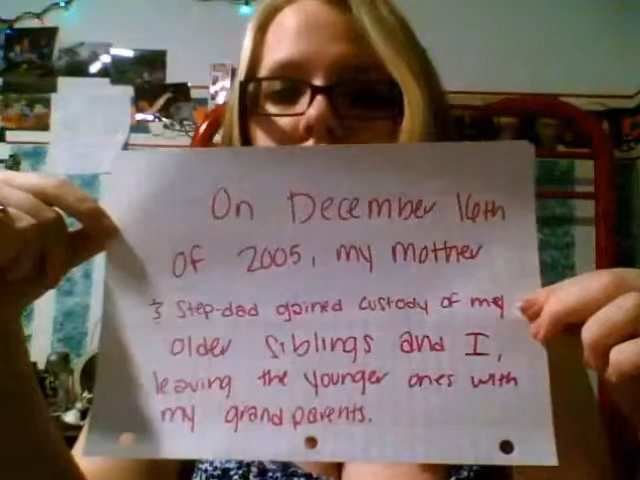 On December 16th
of 2005, my mother
& Step-dad gained custody of my
older siblings and I,
leaving the younger ones with
my grandparents.